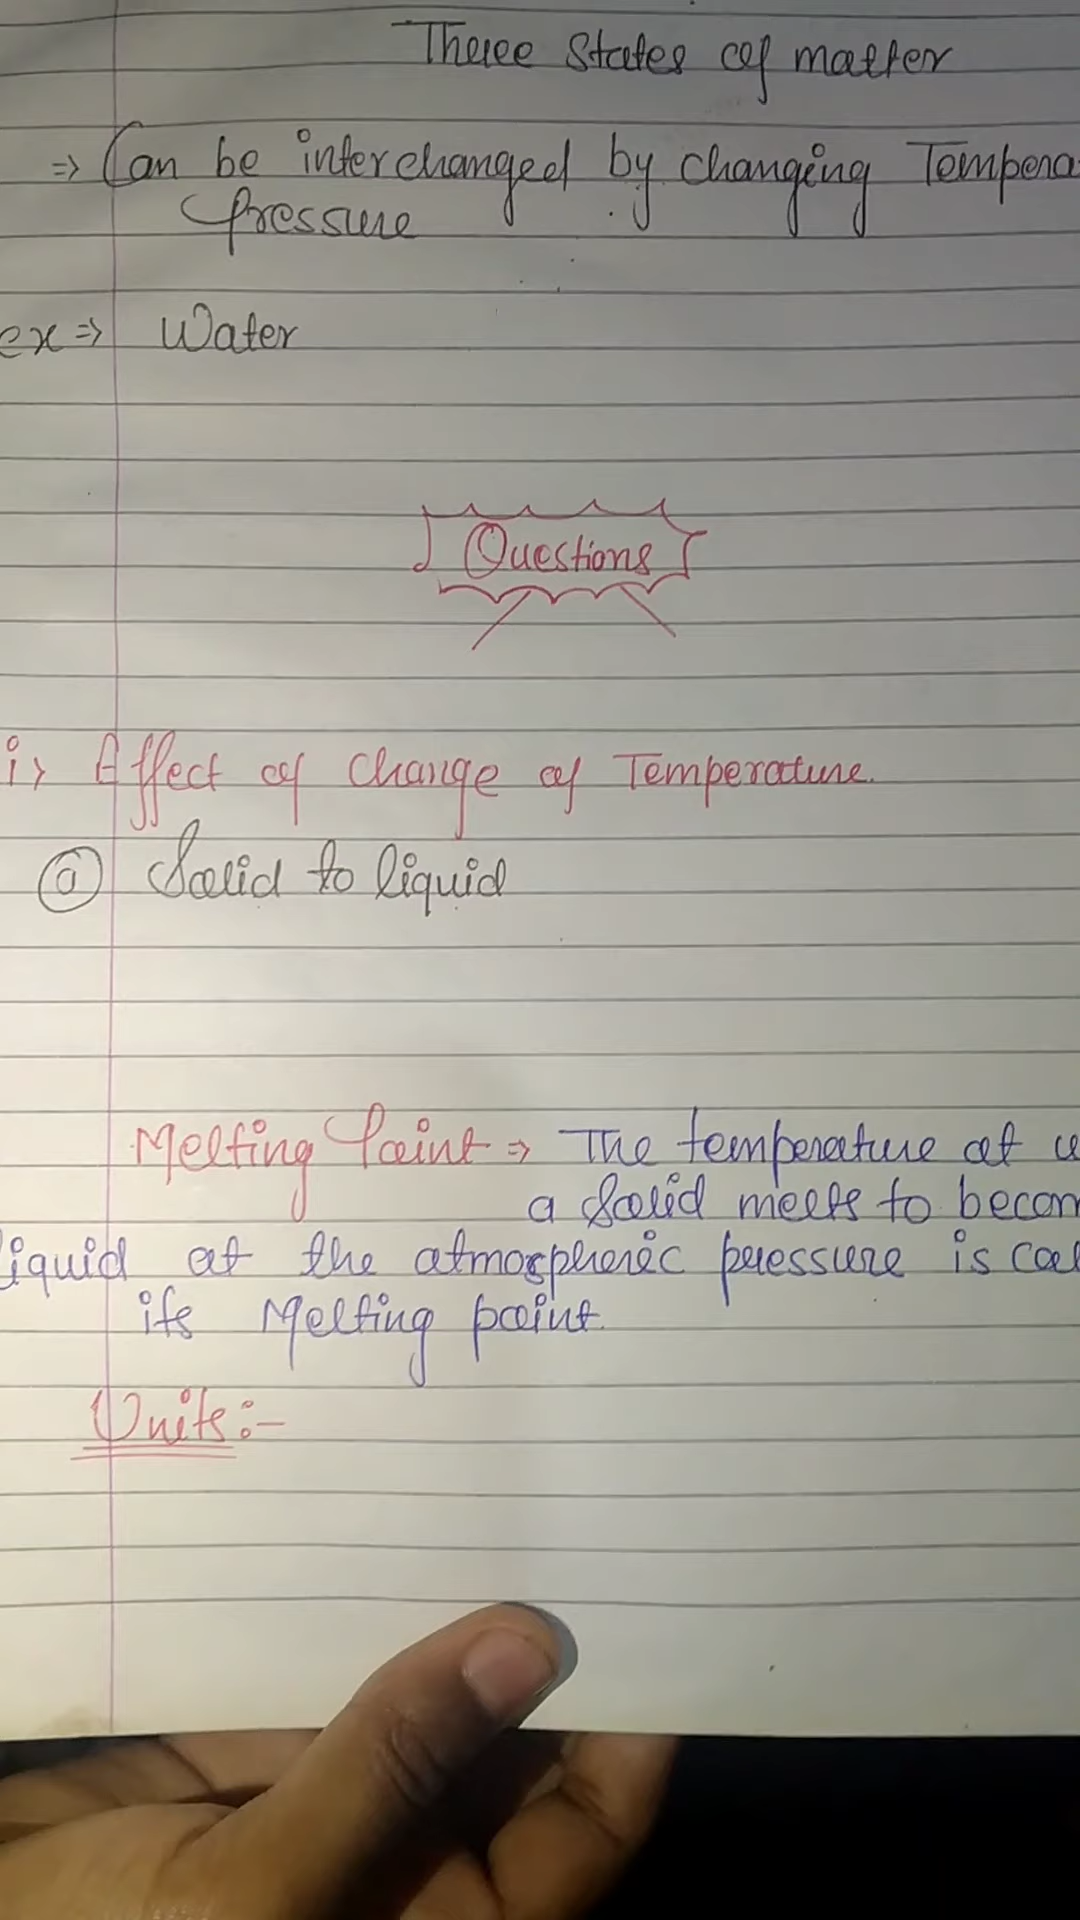 Three States of matter
⇒ Can be interchanged by changing Tempera
Pressure
ex ⇒ Water
Questions
i> Effect of change of Temperature.
ⓐ Solid to liquid
Melting Point ⇒ The temperature at w
a solid melts to becom
liquid at the atmospheric pressure is cal
its Melting point.
Units:-